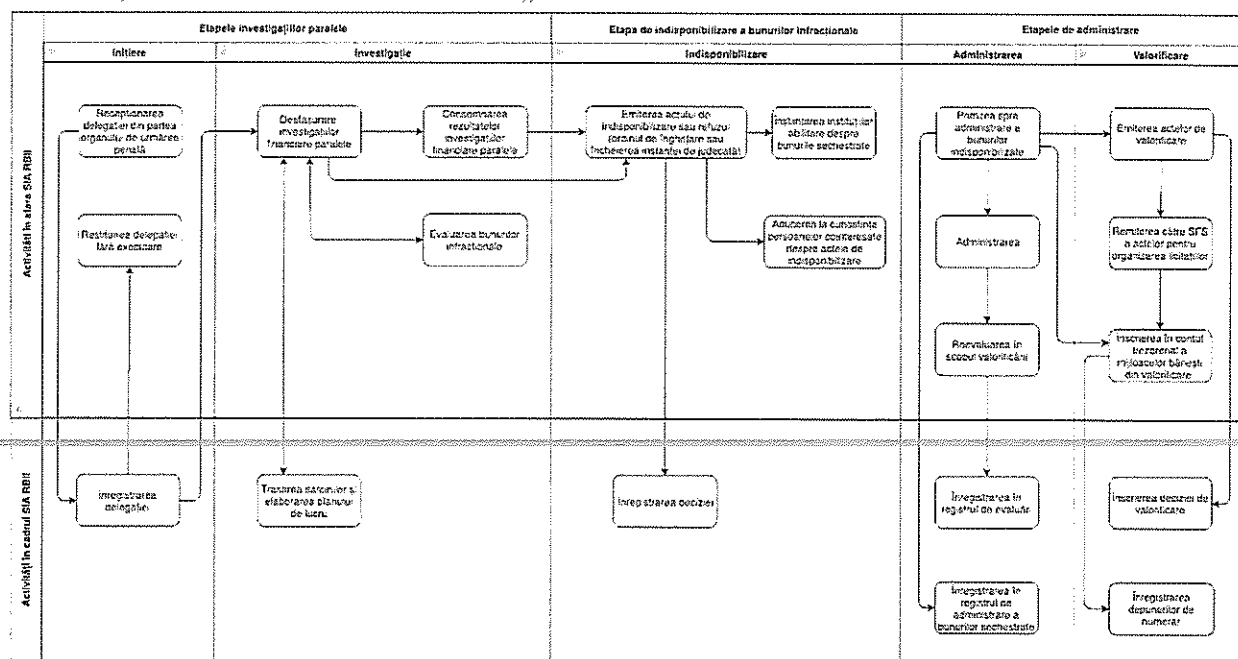 Etapele investigațiilor paralele
Etapa de indisponibilizare a bunurilor infracționale
Etapele de administrare
Inițiere
Investigație
Indisponibilizare
Administrarea
Valorificare
Activități în afara SIA RBII
Recepționarea
delegației din partea
organului de urmărire
penală
Desfășurare
investigațiilor
financiare paralele
Consemnarea
rezultatelor
investigațiilor
financiare paralele
Emiterea actului de
indisponibilizare sau refuzul
(ordinul de înghețare sau
încheierea instanței de judecată)
Înștiințarea instituțiilor
abilitate despre
bunurile sechestrate
Primirea spre
administrare a
bunurilor
indisponibilizate
Emiterea actelor de
valorificare
Restituirea delegației
fără executare
Evaluarea bunurilor
infracționale
Aducerea la cunoștința
persoanelor cointeresate
despre actele de
indisponibilizare
Administrarea
Remiterea către SFS
a actelor pentru
organizarea licitațiilor
Reevaluarea în
scopul valorificării
Înscrierea în contul
trezorerial a
mijloacelor bănești
din valorificare
Activități în cadrul SIA RBII
Înregistrarea
delegației
Trasarea sarcinilor și
elaborarea planului
de lucru
Înregistrarea deciziei
Înregistrarea în
registrul de evaluări
Înscrierea deciziei de
valorificare
Înregistrarea în
registrul de
administrare a
bunurilor sechestrate
Înregistrarea
depunerilor de
numerar